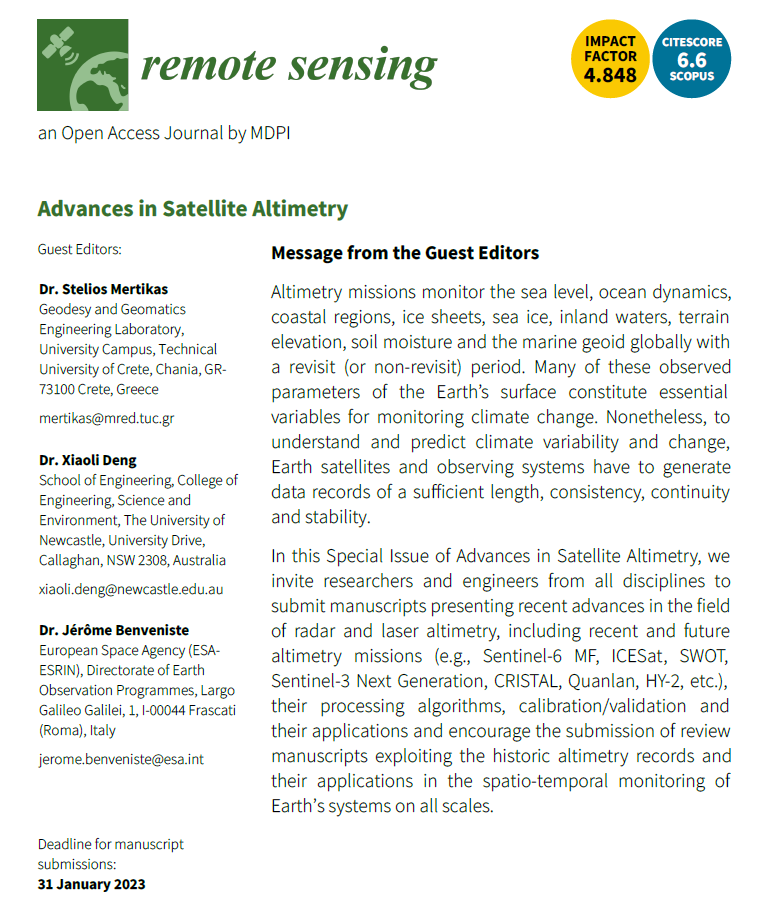 remote sensing
IMPACT
FACTOR
4.848
CITESCORE
6.6
SCOPUS
an Open Access Journal by MDPI
Advances in Satellite Altimetry
Guest Editors:
Dr. Stelios Mertikas
Geodesy and Geomatics
Engineering Laboratory,
University Campus, Technical
University of Crete, Chania, GR-
73100 Crete, Greece
mertikas@mred.tuc.gr
Dr. Xiaoli Deng
School of Engineering, College of
Engineering, Science and
Environment, The University of
Newcastle, University Drive,
Callaghan, NSW 2308, Australia
xiaoli.deng@newcastle.edu.au
Dr. Jérôme Benveniste
European Space Agency (ESA-
ESRIN), Directorate of Earth
Observation Programmes, Largo
Galileo Galilei, 1, I-00044 Frascati
(Roma), Italy
jerome.benveniste@esa.int
Deadline for manuscript
submissions:
31 January 2023
Message from the Guest Editors
Altimetry missions monitor the sea level, ocean dynamics,
coastal regions, ice sheets, sea ice, inland waters, terrain
elevation, soil moisture and the marine geoid globally with
a revisit (or non-revisit) period. Many of these observed
parameters of the Earth's surface constitute essential
variables for monitoring climate change. Nonetheless, to
understand and predict climate variability and change,
Earth satellites and observing systems have to generate
data records of a sufficient length, consistency, continuity
and stability.
In this Special Issue of Advances in Satellite Altimetry, we
invite researchers and engineers from all disciplines to
submit manuscripts presenting recent advances in the field
of radar and laser altimetry, including recent and future
altimetry missions (e.g., Sentinel-6 MF, ICESat, SWOT,
Sentinel-3 Next Generation, CRISTAL, Quanlan, HY-2, etc.),
their processing algorithms, calibration/validation and
their applications and encourage the submission of review
manuscripts exploiting the historic altimetry records and
their applications in the spatio-temporal monitoring of
Earth's systems on all scales.